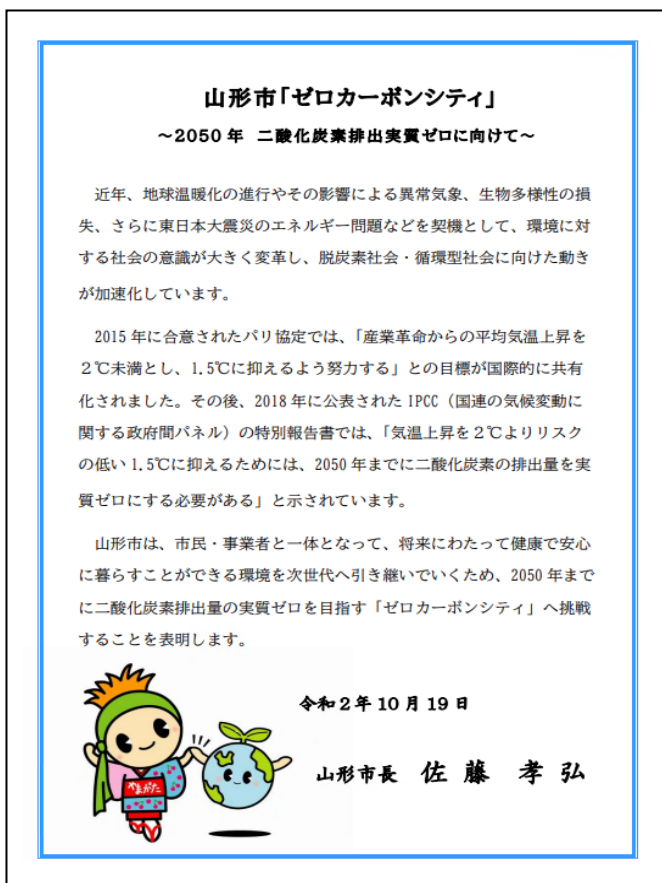 山形市「ゼロカーボンシティ」
～2050年 二酸化炭素排出実質ゼロに向けて～
近年、地球温暖化の進行やその影響による異常気象、生物多様性の損
失、さらに東日本大震災のエネルギー問題などを契機として、環境に対
する社会の意識が大きく変革し、脱炭素社会・循環型社会に向けた動き
が加速化しています。
2015年に合意されたパリ協定では、「産業革命からの平均気温上昇を
２℃未満とし、1.5℃に抑えるよう努力する」との目標が国際的に共有
化されました。その後、2018年に公表されたIPCC（国連の気候変動に
関する政府間パネル）の特別報告書では、「気温上昇を２℃よりリスク
の低い1.5℃に抑えるためには、2050年までに二酸化炭素の排出量を実
質ゼロにする必要がある」と示されています。
山形市は、市民・事業者と一体となって、将来にわたって健康で安心
に暮らすことができる環境を次世代へ引き継いでいくため、2050年まで
に二酸化炭素排出量の実質ゼロを目指す「ゼロカーボンシティ」へ挑戦
することを表明します。
令和2年10月19日
山形市長 佐藤 孝弘
やまがた